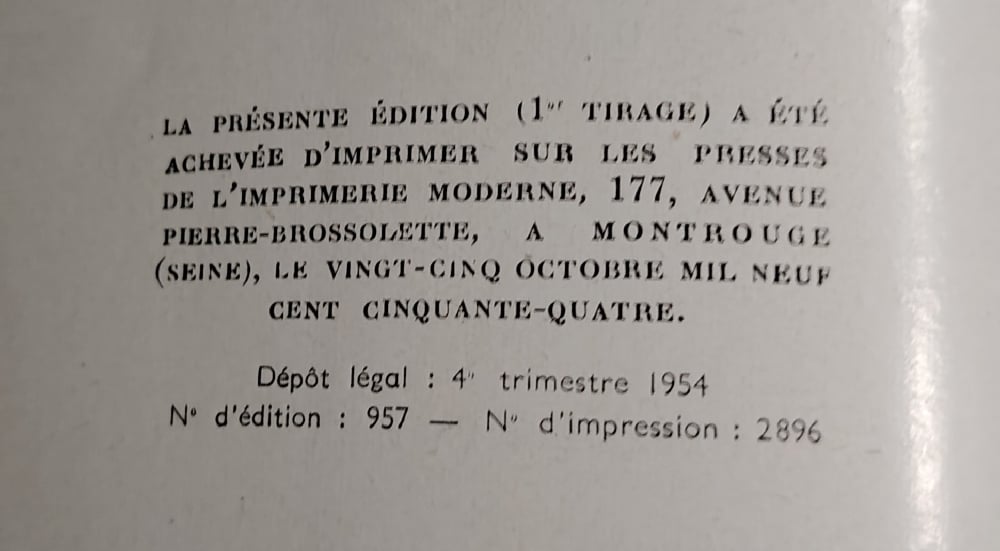 LA PRÉSENTE ÉDITION (1er TIRAGE) A ÉTÉ
ACHEVÉE D'IMPRIMER SUR LES PRESSES
DE L'IMPRIMERIE MODERNE, 177, AVENUE
PIERRE-BROSSOLETTE, A MONTROUGE
(SEINE), LE VINGT-CINQ OCTOBRE MIL NEUF
CENT CINQUANTE-QUATRE.
Dépôt légal : 4e trimestre 1954
No d'édition : 957 — No d'impression : 2896